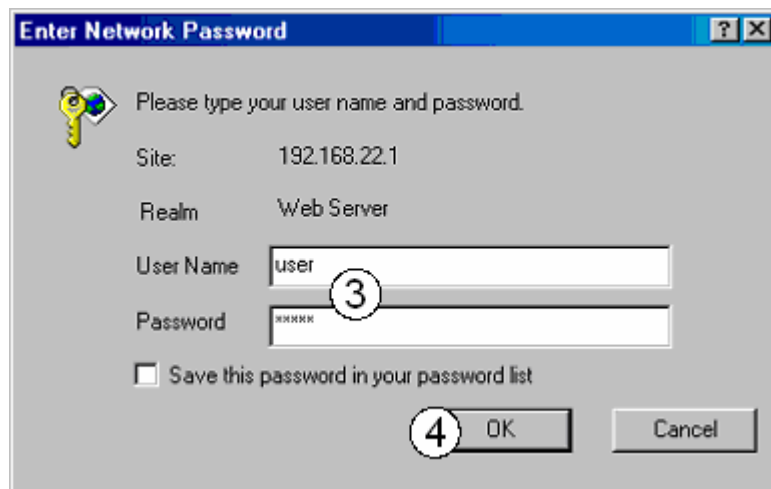 Enter Network Password
Please type your user name and password.
Site: 192.168.22.1
Realm Web Server
User Name user
3
Password *****
Save this password in your password list
4 OK Cancel